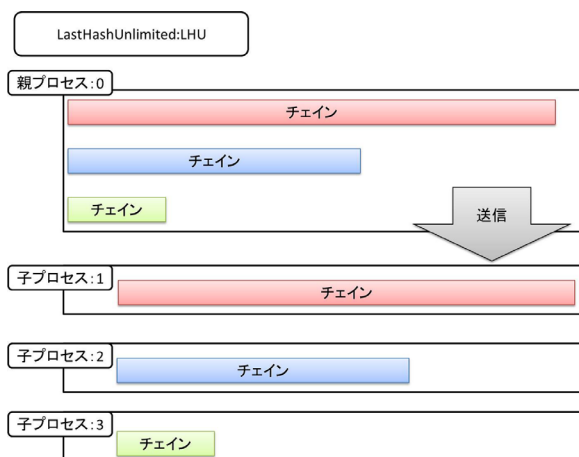 LastHashUnlimited:LHU
親プロセス:0
チェイン
チェイン
チェイン
送信
子プロセス:1
チェイン
子プロセス:2
チェイン
子プロセス:3
チェイン